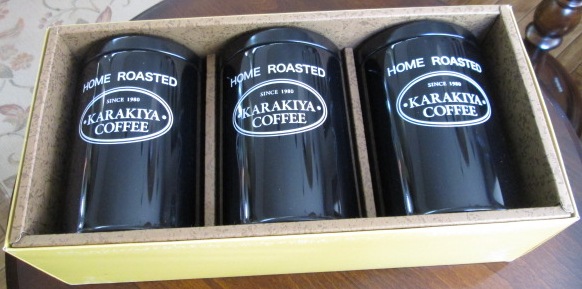 HOME ROASTED
SINCE 1980
KARAKIYA
COFFEE
HOME ROASTED
SINCE 1980
·KARAKIYA·
COFFEE
HOME ROASTED
SINCE 1980
·KARAKIYA·
COFFEE